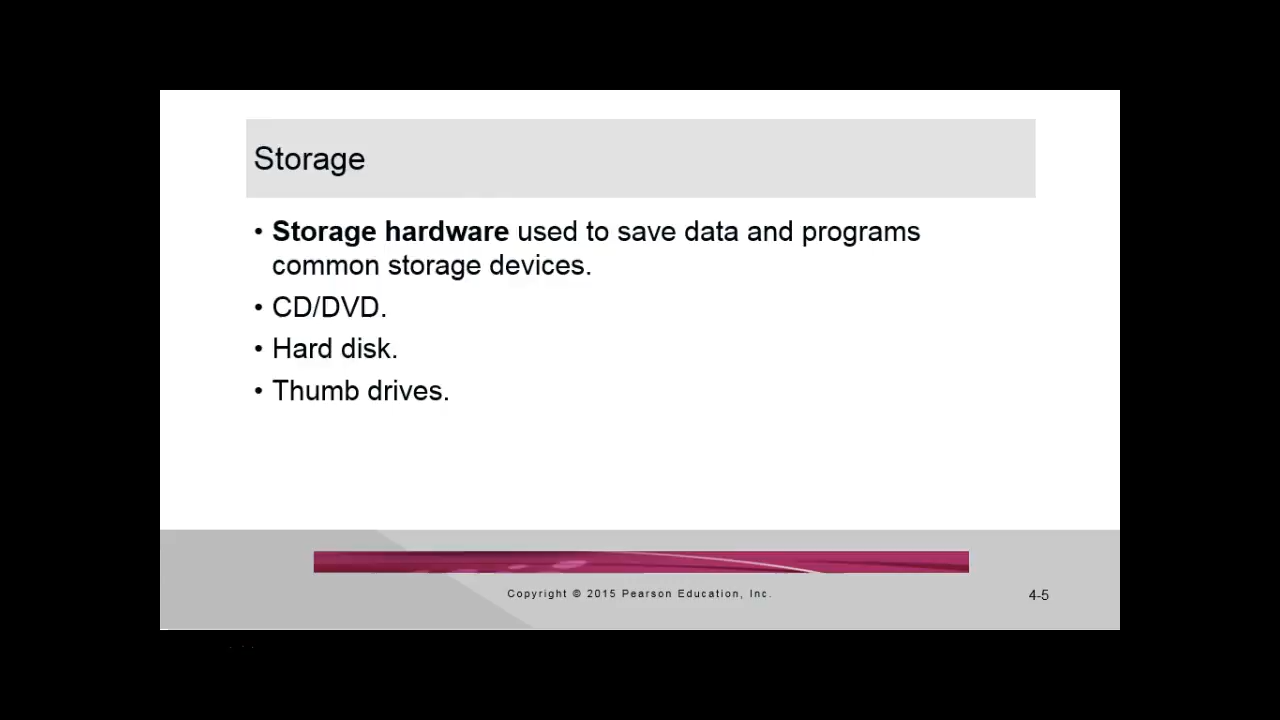 Storage
• Storage hardware used to save data and programs
common storage devices.
• CD/DVD.
• Hard disk.
• Thumb drives.
Copyright © 2015 Pearson Education, Inc.
4-5